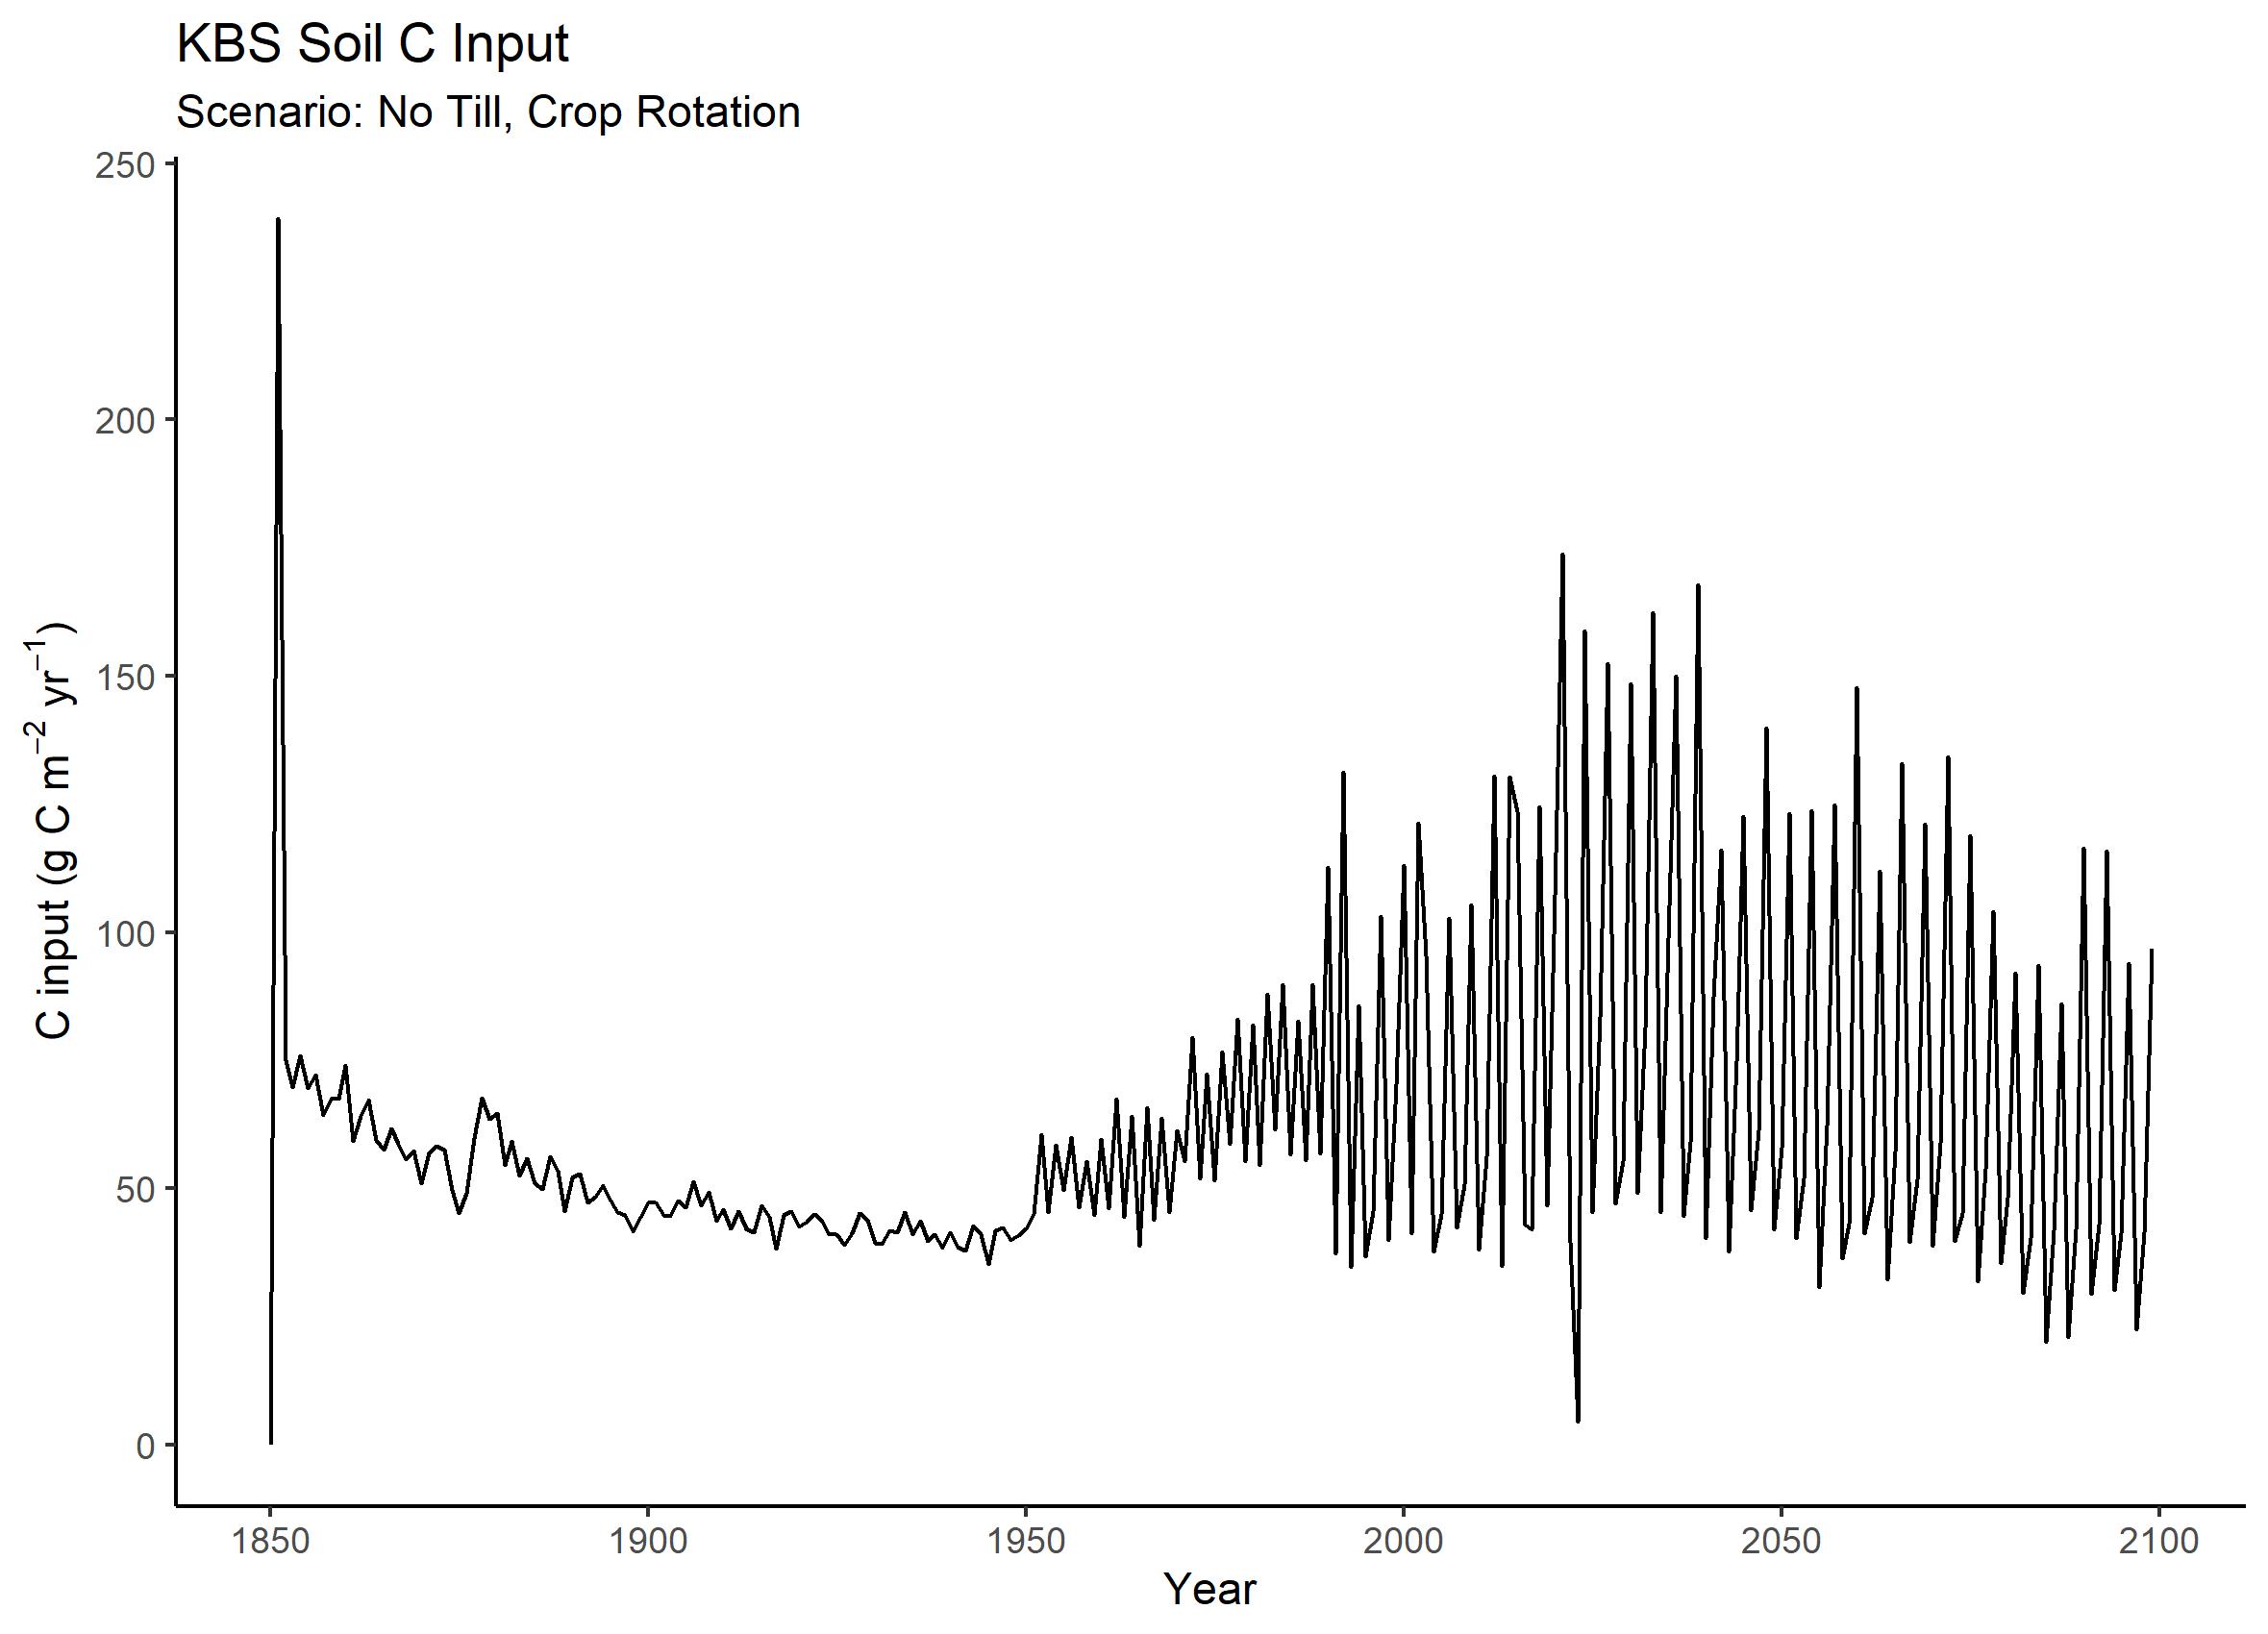 KBS Soil C Input
Scenario: No Till, Crop Rotation
C input (g C m⁻² yr⁻¹)
250
200
150
100
50
0
1850 1900 1950 2000 2050 2100
Year